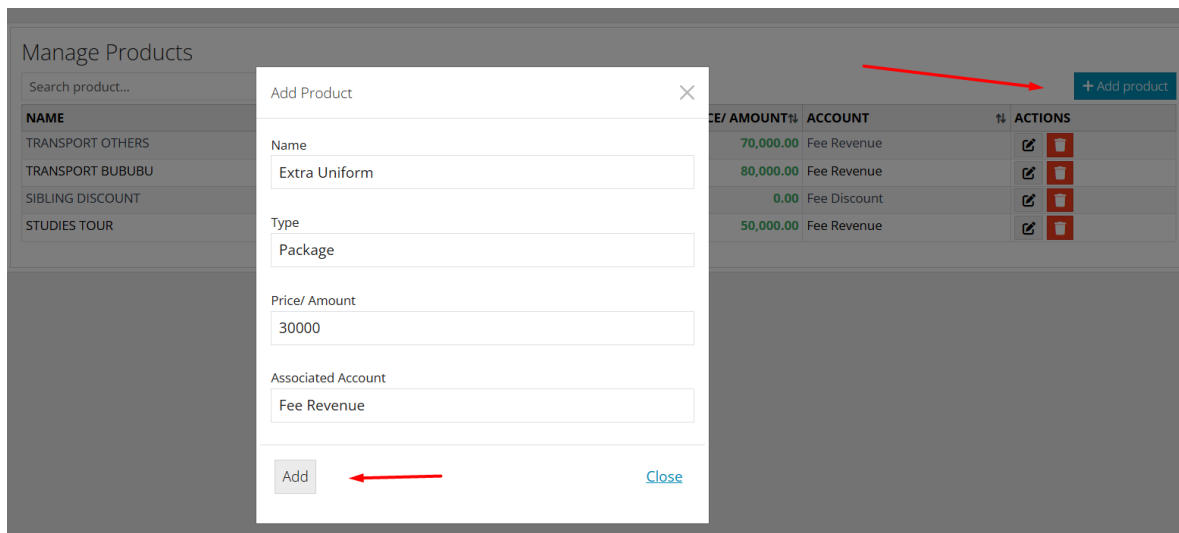 Manage Products
Search product...
+ Add product
NAME CE/ AMOUNT ACCOUNT ACTIONS
TRANSPORT OTHERS 70,000.00 Fee Revenue
TRANSPORT BUBUBU 80,000.00 Fee Revenue
SIBLING DISCOUNT 0.00 Fee Discount
STUDIES TOUR 50,000.00 Fee Revenue
Add Product
Name
Extra Uniform
Type
Package
Price/ Amount
30000
Associated Account
Fee Revenue
Add Close